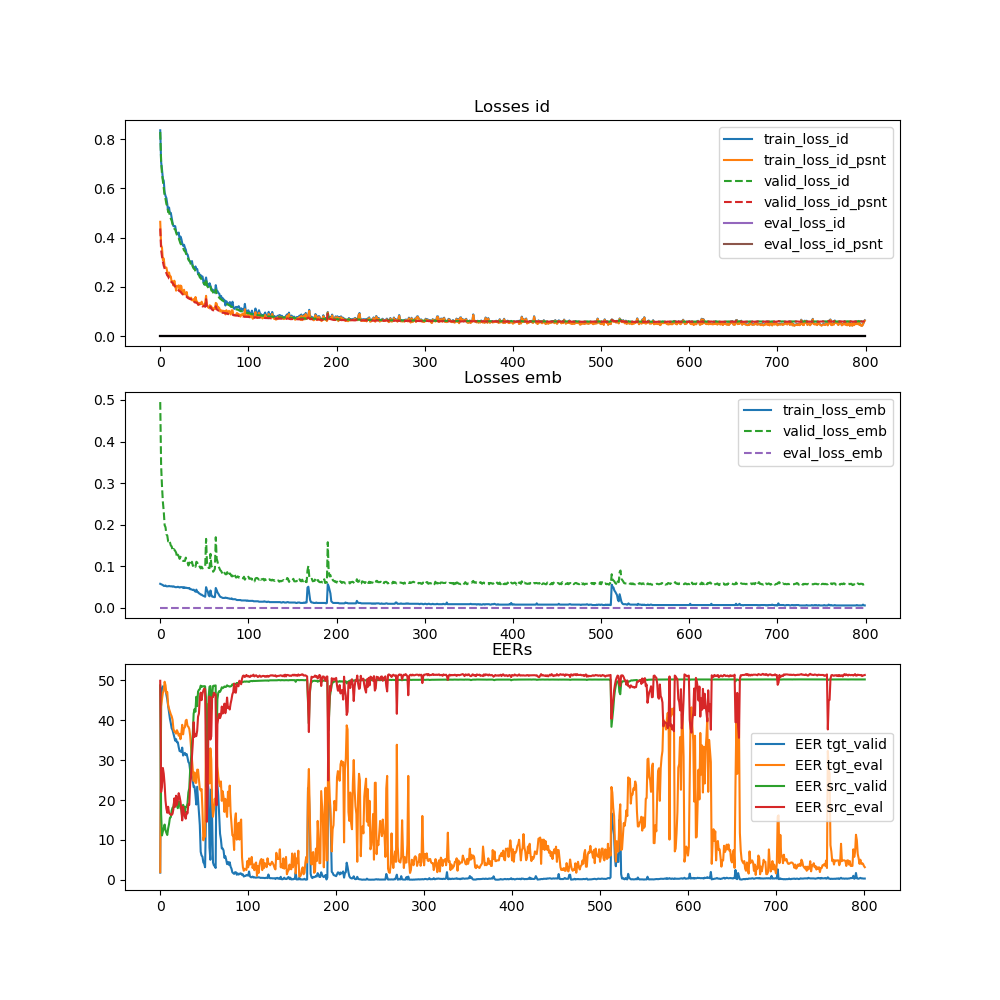 Losses id
0.8
0.6
0.4
0.2
0.0
train_loss_id
train_loss_id_psnt
valid_loss_id
valid_loss_id_psnt
eval_loss_id
eval_loss_id_psnt
0 100 200 300 400 500 600 700 800
Losses emb
0.5
0.4
0.3
0.2
0.1
0.0
train_loss_emb
valid_loss_emb
eval_loss_emb
0 100 200 300 400 500 600 700 800
EERs
50
40
30
20
10
0
EER tgt_valid
EER tgt_eval
EER src_valid
EER src_eval
0 100 200 300 400 500 600 700 800